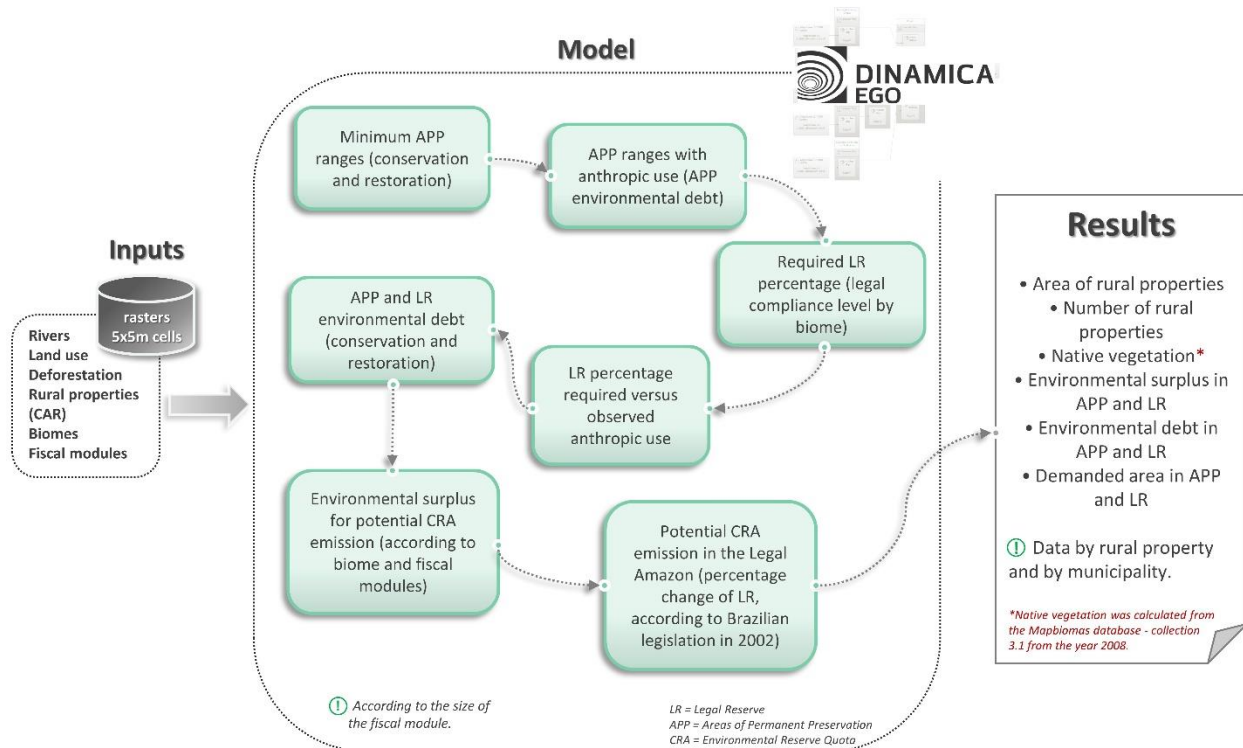 Model
DINAMICA
EGO
Minimum APP
ranges (conservation
and restoration)
APP ranges with
anthropic use (APP
environmental debt)
Required LR
percentage (legal
compliance level by
biome)
LR percentage
required versus
observed
anthropic use
APP and LR
environmental debt
(conservation and
restoration)
Environmental surplus
for potential CRA
emission (according to
biome and fiscal
modules)
Potential CRA
emission in the Legal
Amazon (percentage
change of LR,
according to Brazilian
legislation in 2002)
! According to the size of
the fiscal module.
LR = Legal Reserve
APP = Areas of Permanent Preservation
CRA = Environmental Reserve Quota
Inputs
rasters
5x5m cells
Rivers
Land use
Deforestation
Rural properties
(CAR)
Biomes
Fiscal modules
Results
• Area of rural properties
• Number of rural
properties
• Native vegetation*
• Environmental surplus in
APP and LR
• Environmental debt in
APP and LR
• Demanded area in APP
and LR
! Data by rural property
and by municipality.
*Native vegetation was calculated from
the Mapbiomas database - collection
3.1 from the year 2008.